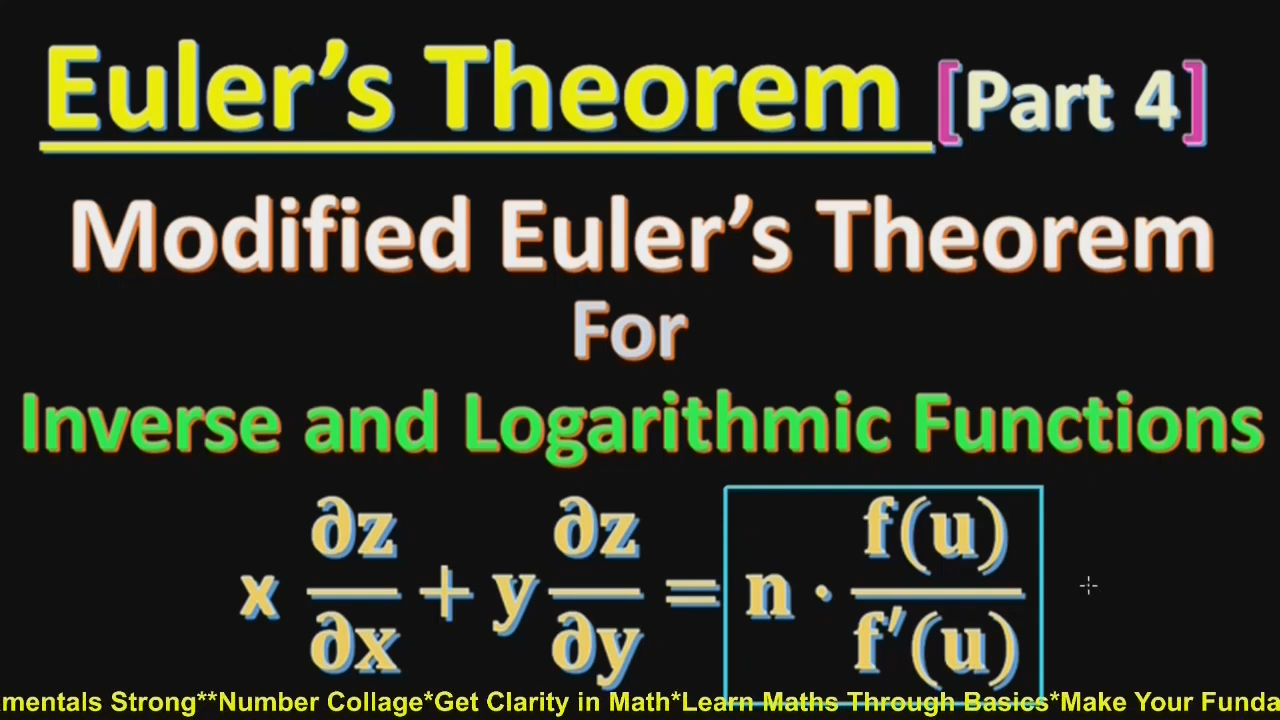 Euler's Theorem [Part 4]
Modified Euler's Theorem
For
Inverse and Logarithmic Functions
x ∂z/∂x + y ∂z/∂y = n · f(u)/f′(u)
amentals Strong**Number Collage*Get Clarity in Math*Learn Maths Through Basics*Make Your Funda